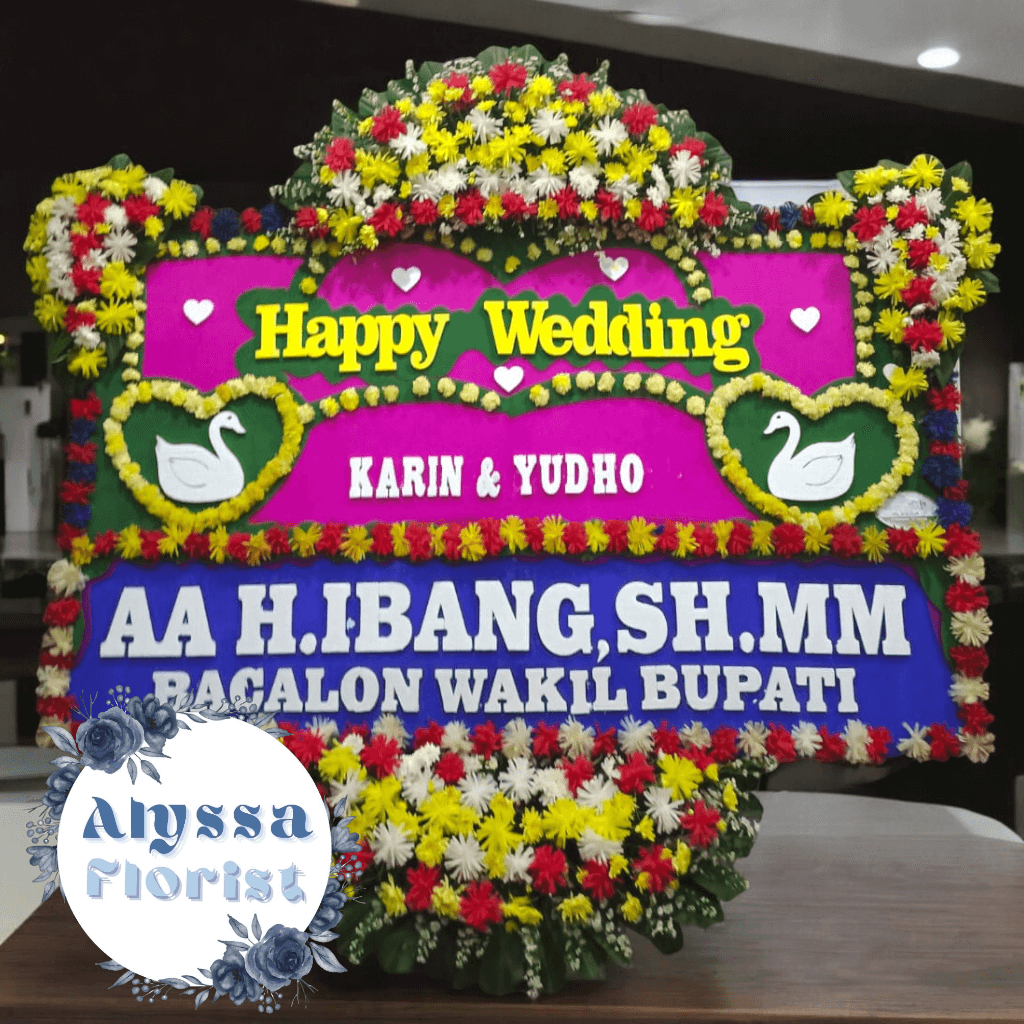 Happy Wedding
KARIN & YUDHO
AA H.IBANG,SH.MM
BACALON WAKIL BUPATI
Alyssa
Florist